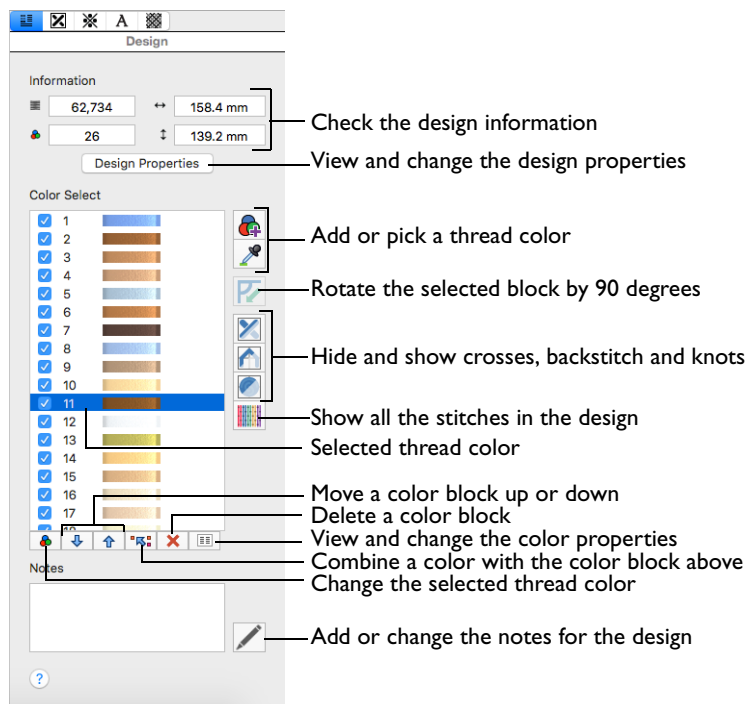 A
Design
Information
62,734 158.4 mm
26 139.2 mm
Check the design information
Design Properties
View and change the design properties
Color Select
1
2
3
4
5
6
7
8
9
10
11
12
13
14
15
16
17
18
Add or pick a thread color
Rotate the selected block by 90 degrees
Hide and show crosses, backstitch and knots
Show all the stitches in the design
Selected thread color
Move a color block up or down
Delete a color block
View and change the color properties
Combine a color with the color block above
Change the selected thread color
Notes
Add or change the notes for the design
?